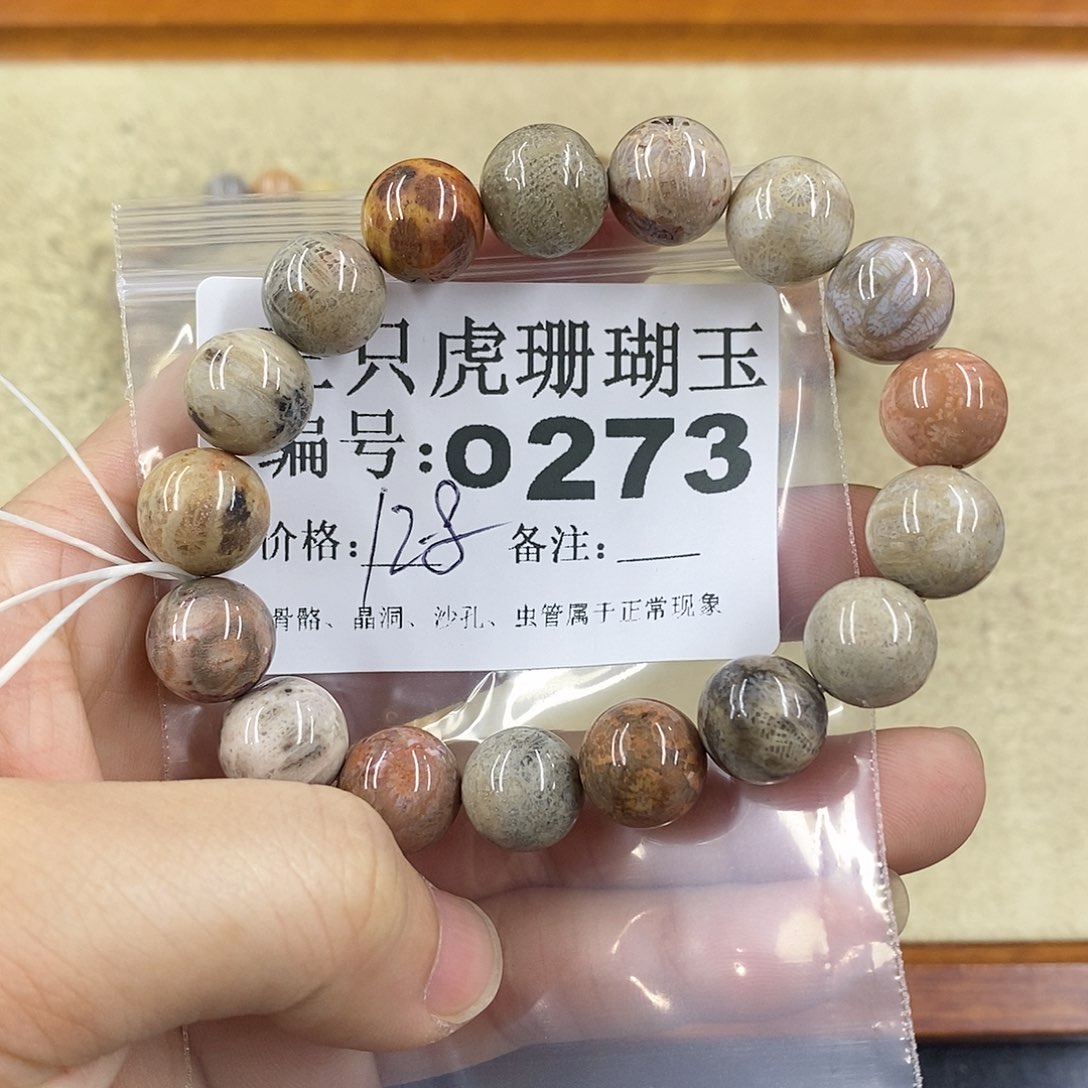 只虎珊瑚玉
编号:0273
价格:128 备注:
骨骼、晶洞、沙孔、虫管属于正常现象